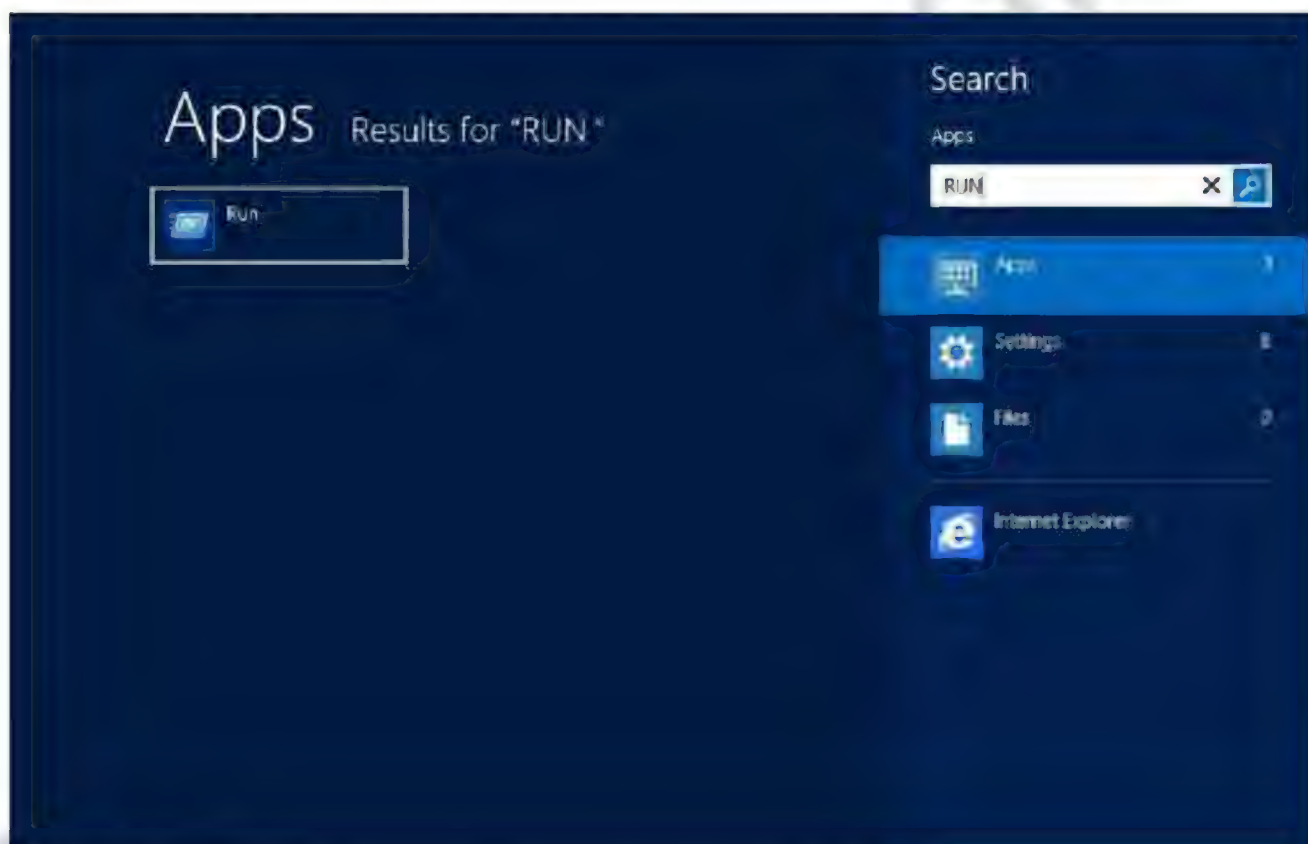 Apps Results for "RUN"
Run
Search
Apps
RUN
Apps
Settings
Files
Internet Explorer